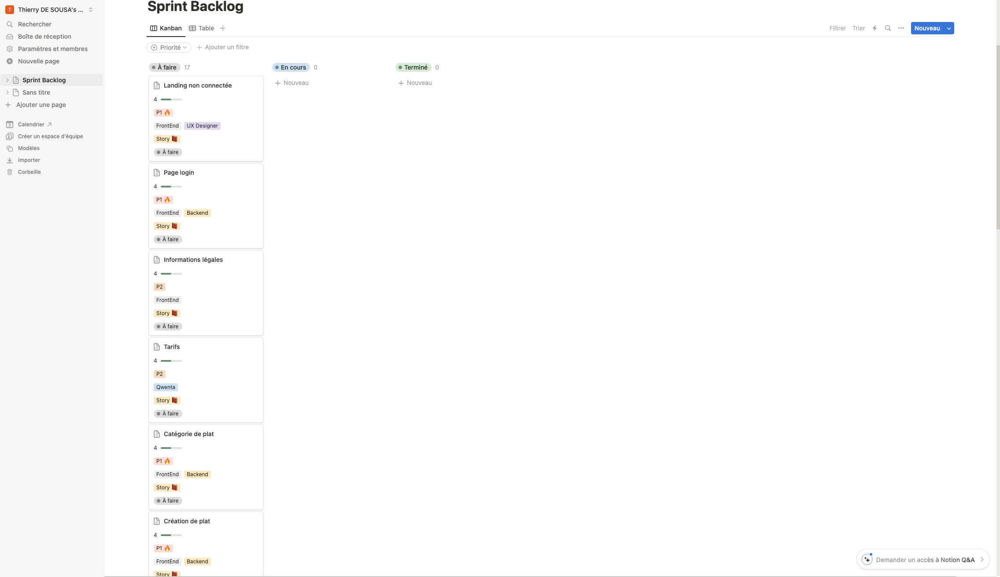 T Thierry DE SOUSA's ...
Rechercher
Boîte de réception
Paramètres et membres
Nouvelle page
Sprint Backlog
Sans titre
Ajouter une page
2 Calendrier
Créer un espace d’équipe
Modèles
Importer
Corbeille
Sprint Backlog
Kanban Table
Filtrer Trier Nouveau
Priorité Ajouter un filtre
À faire 17
Landing non connectée
4
P1 🔥
FrontEnd UX Designer
Story 📕
À faire
Page login
4
P1 🔥
FrontEnd Backend
Story 📕
À faire
Informations légales
4
P2
FrontEnd
Story 📕
À faire
Tarifs
4
P2
Qwenta
Story 📕
À faire
Catégorie de plat
4
P1 🔥
FrontEnd Backend
Story 📕
À faire
Création de plat
4
P1 🔥
FrontEnd Backend
Story 📕
En cours 0
Nouveau
Terminé 0
Nouveau
Demander un accès à Notion Q&A